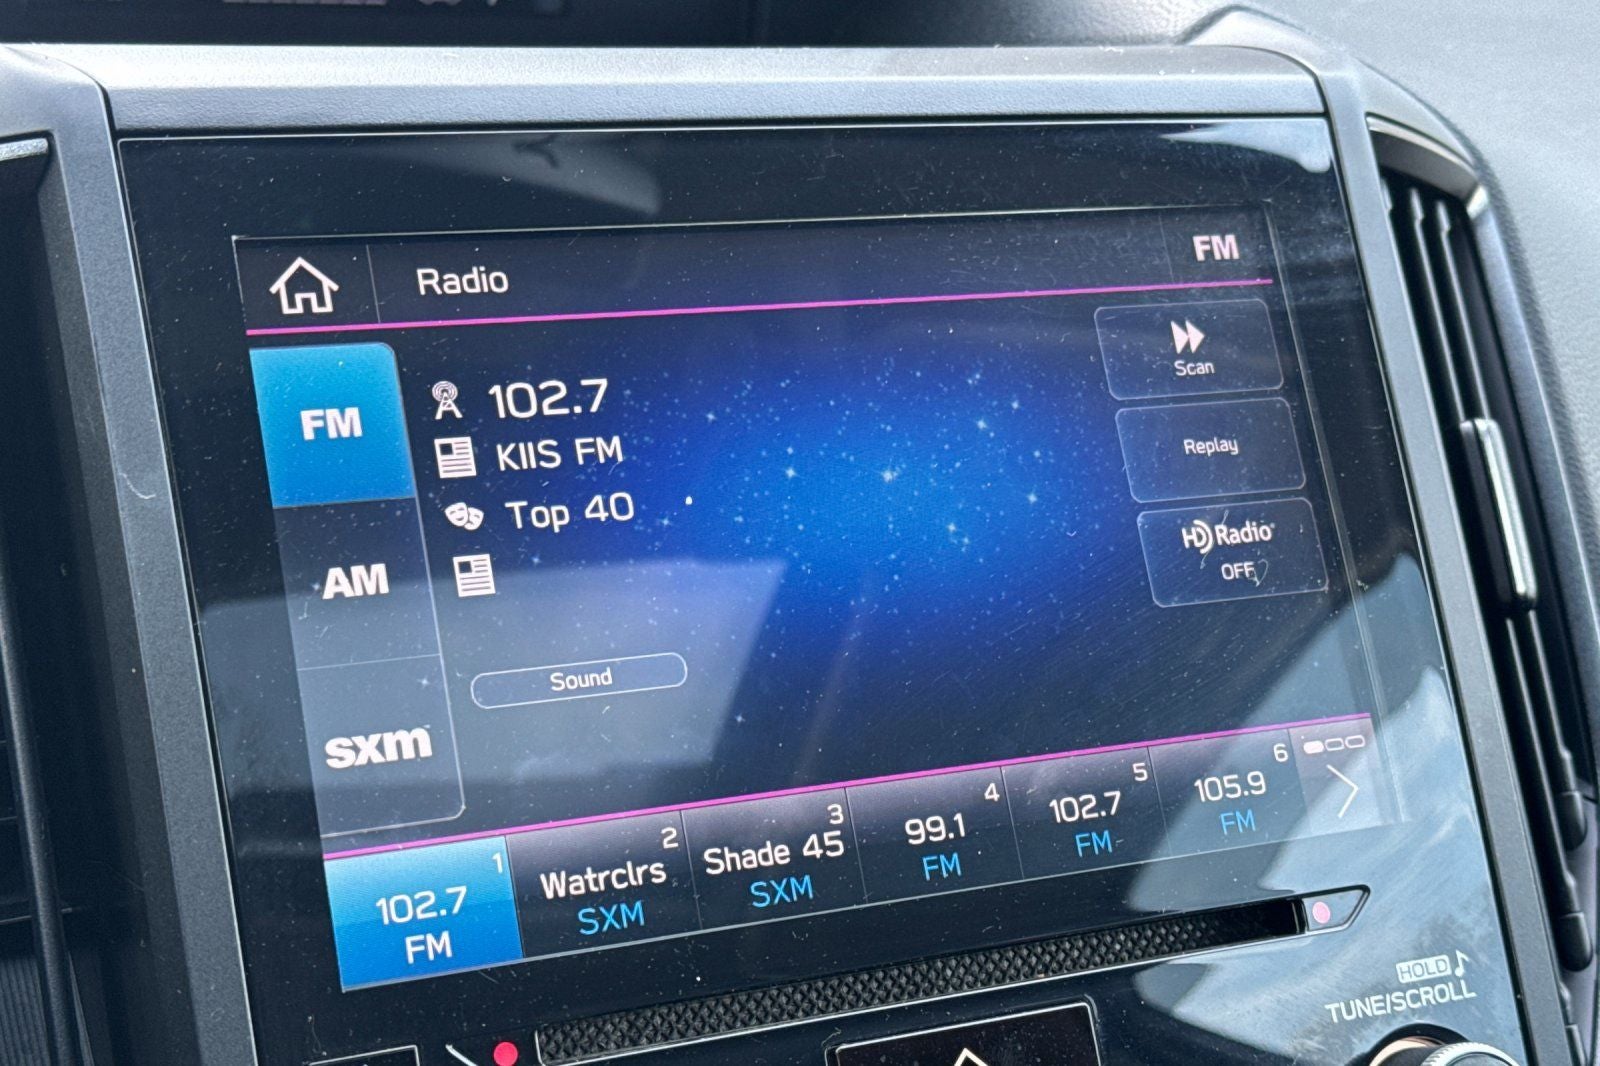 Radio
FM
FM
AM
sxm
102.7
KIIS FM
Top 40
Sound
Scan
Replay
HD Radio
OFF
1
102.7
FM
2
Watrclrs
SXM
3
Shade 45
SXM
4
99.1
FM
5
102.7
FM
6
105.9
FM
HOLD
TUNE/SCROLL